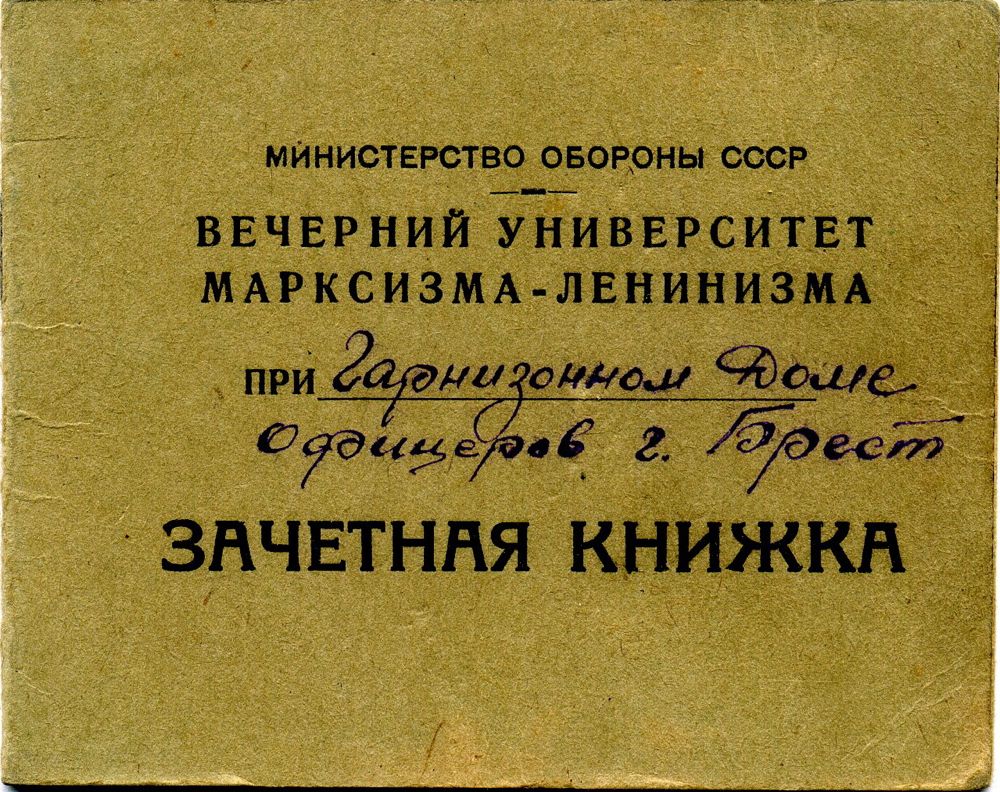 МИНИСТЕРСТВО ОБОРОНЫ СССР
ВЕЧЕРНИЙ УНИВЕРСИТЕТ
МАРКСИЗМА-ЛЕНИНИЗМА
ПРИ Гарнизонном Доме
Офицеров г. Брест
ЗАЧЕТНАЯ КНИЖКА